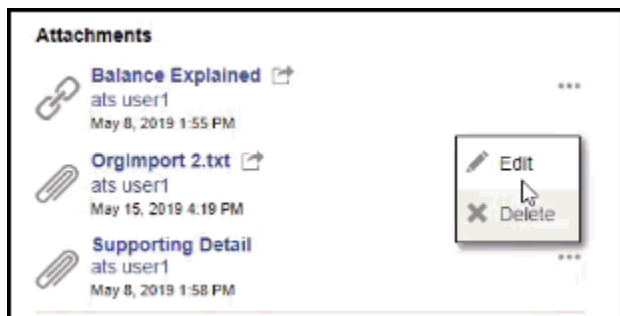 Attachments
Balance Explained
ats user1
May 8, 2019 1:55 PM
OrgImport 2.txt
ats user1
May 15, 2019 4:19 PM
Edit
Delete
Supporting Detail
ats user1
May 8, 2019 1:58 PM